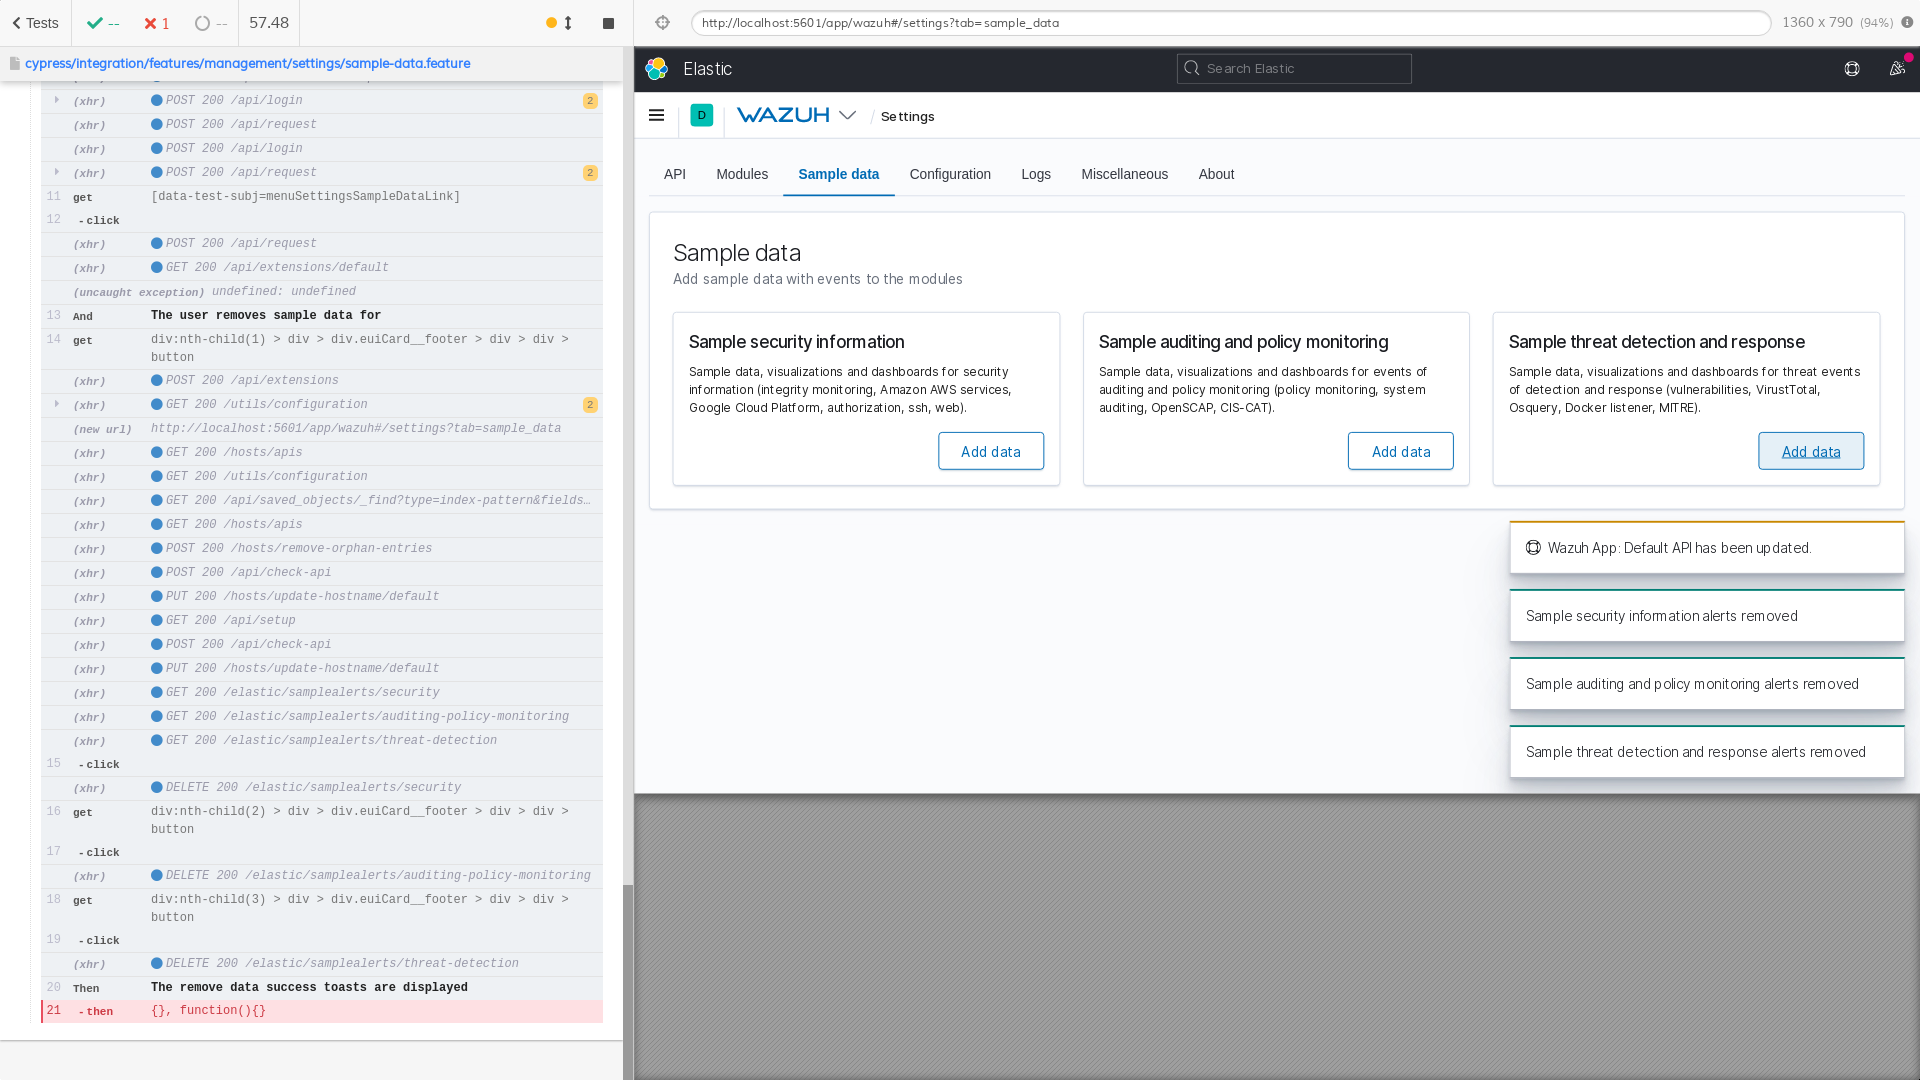 Tests
--
1
--
57.48
http://localhost:5601/app/wazuh#/settings?tab=sample_data
1360 x 790 (94%)
cypress/integration/features/management/settings/sample-data.feature
(xhr) POST 200 /api/login 2
(xhr) POST 200 /api/request
(xhr) POST 200 /api/login
(xhr) POST 200 /api/request 2
11 get [data-test-subj=menuSettingsSampleDataLink]
12 -click
(xhr) POST 200 /api/request
(xhr) GET 200 /api/extensions/default
(uncaught exception) undefined: undefined
13 And The user removes sample data for
14 get div:nth-child(1) > div > div.euiCard__footer > div > div >
button
(xhr) POST 200 /api/extensions
(xhr) GET 200 /utils/configuration 2
(new url) http://localhost:5601/app/wazuh#/settings?tab=sample_data
(xhr) GET 200 /hosts/apis
(xhr) GET 200 /utils/configuration
(xhr) GET 200 /api/saved_objects/_find?type=index-pattern&fields…
(xhr) GET 200 /hosts/apis
(xhr) POST 200 /hosts/remove-orphan-entries
(xhr) POST 200 /api/check-api
(xhr) PUT 200 /hosts/update-hostname/default
(xhr) GET 200 /api/setup
(xhr) POST 200 /api/check-api
(xhr) PUT 200 /hosts/update-hostname/default
(xhr) GET 200 /elastic/samplealerts/security
(xhr) GET 200 /elastic/samplealerts/auditing-policy-monitoring
(xhr) GET 200 /elastic/samplealerts/threat-detection
15 -click
(xhr) DELETE 200 /elastic/samplealerts/security
16 get div:nth-child(2) > div > div.euiCard__footer > div > div >
button
17 -click
(xhr) DELETE 200 /elastic/samplealerts/auditing-policy-monitoring
18 get div:nth-child(3) > div > div.euiCard__footer > div > div >
button
19 -click
(xhr) DELETE 200 /elastic/samplealerts/threat-detection
20 Then The remove data success toasts are displayed
21 -then {}, function(){}
Elastic
Search Elastic
D
WAZUH
/ Settings
API Modules Sample data Configuration Logs Miscellaneous About
Sample data
Add sample data with events to the modules
Sample security information
Sample data, visualizations and dashboards for security
information (integrity monitoring, Amazon AWS services,
Google Cloud Platform, authorization, ssh, web).
Add data
Sample auditing and policy monitoring
Sample data, visualizations and dashboards for events of
auditing and policy monitoring (policy monitoring, system
auditing, OpenSCAP, CIS-CAT).
Add data
Sample threat detection and response
Sample data, visualizations and dashboards for threat events
of detection and response (vulnerabilities, VirustTotal,
Osquery, Docker listener, MITRE).
Add data
Wazuh App: Default API has been updated.
Sample security information alerts removed
Sample auditing and policy monitoring alerts removed
Sample threat detection and response alerts removed